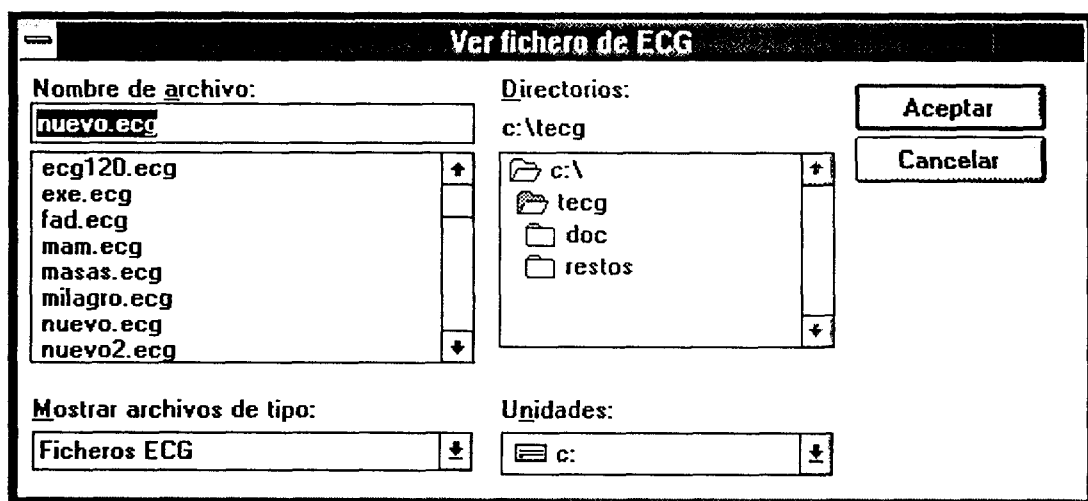 Ver fichero de ECG
Nombre de archivo:
nuevo.ecg
ecg120.ecg
exe.ecg
fad.ecg
mam.ecg
masas.ecg
milagro.ecg
nuevo.ecg
nuevo2.ecg
Mostrar archivos de tipo:
Ficheros ECG
Directorios:
c:\tecg
c:\
tecg
doc
restos
Unidades:
c:
Aceptar
Cancelar